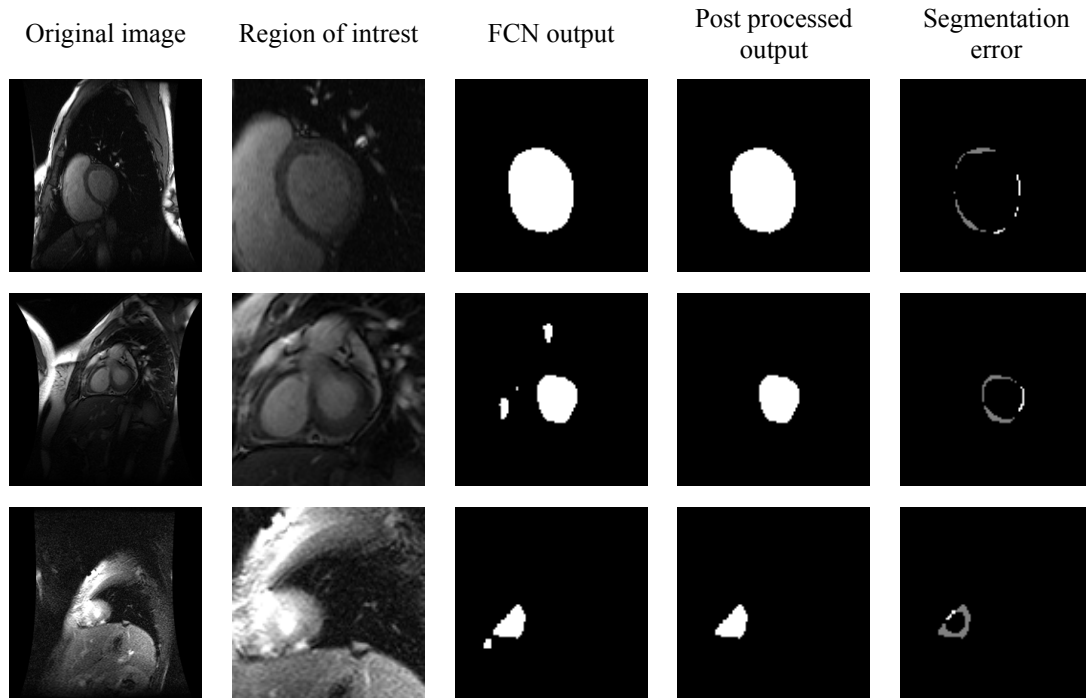 Original image
Region of intrest
FCN output
Post processed
output
Segmentation
error